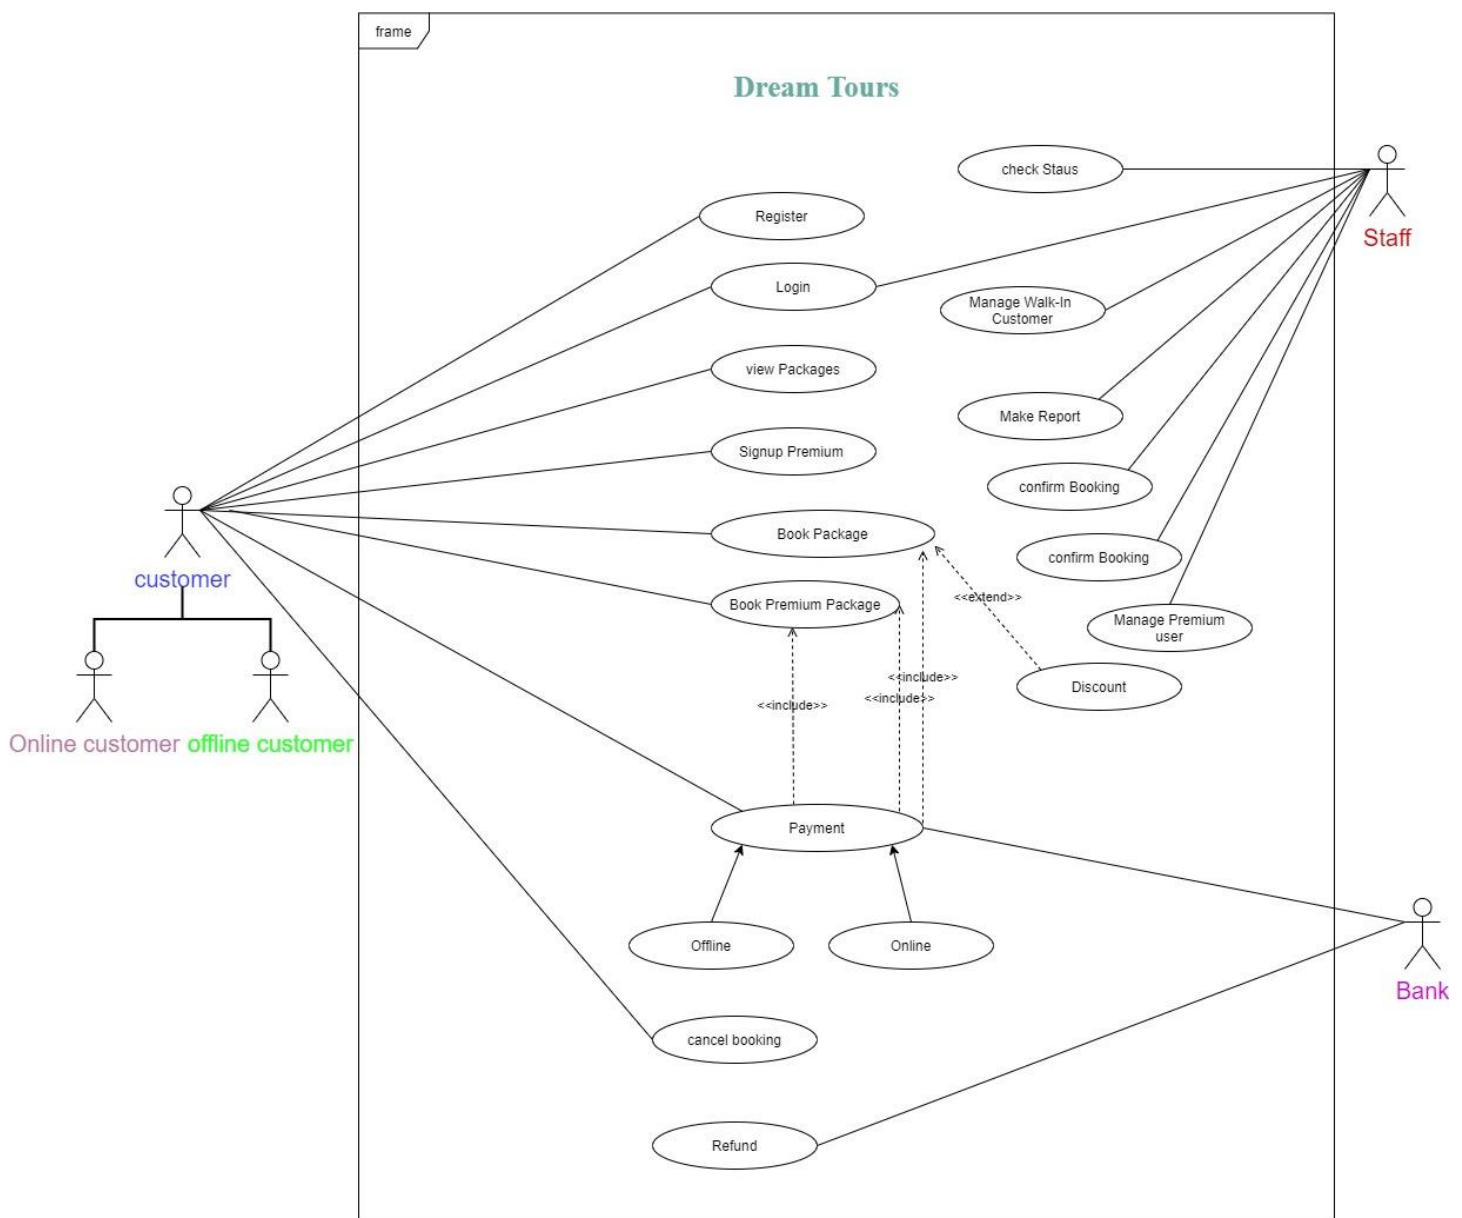 frame
Dream Tours
check Staus
Staff
Register
Login
Manage Walk-In
Customer
view Packages
Make Report
Signup Premium
confirm Booking
customer
Book Package
confirm Booking
Book Premium Package
<<extend>>
Manage Premium
user
<<include>>
Discount
<<include>>
<<include>>
Online customer
offline customer
Payment
Offline
Online
Bank
cancel booking
Refund